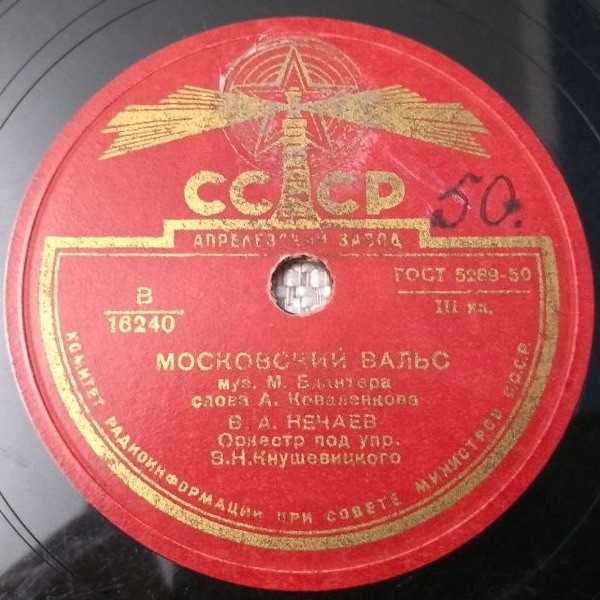 СССР
50.
АПРЕЛЕВСКИЙ ЗАВОД
ГОСТ 5289-50
В
16240
III кл.
МОСКОВСКИЙ ВАЛЬС
муз. М. Блантера
слова А. Коваленкова
В. А. НЕЧАЕВ
Оркестр под упр.
В.Н.Кнушевицкого
КОМИТЕТ РАДИОИНФОРМАЦИИ ПРИ СОВЕТЕ МИНИСТРОВ СССР.